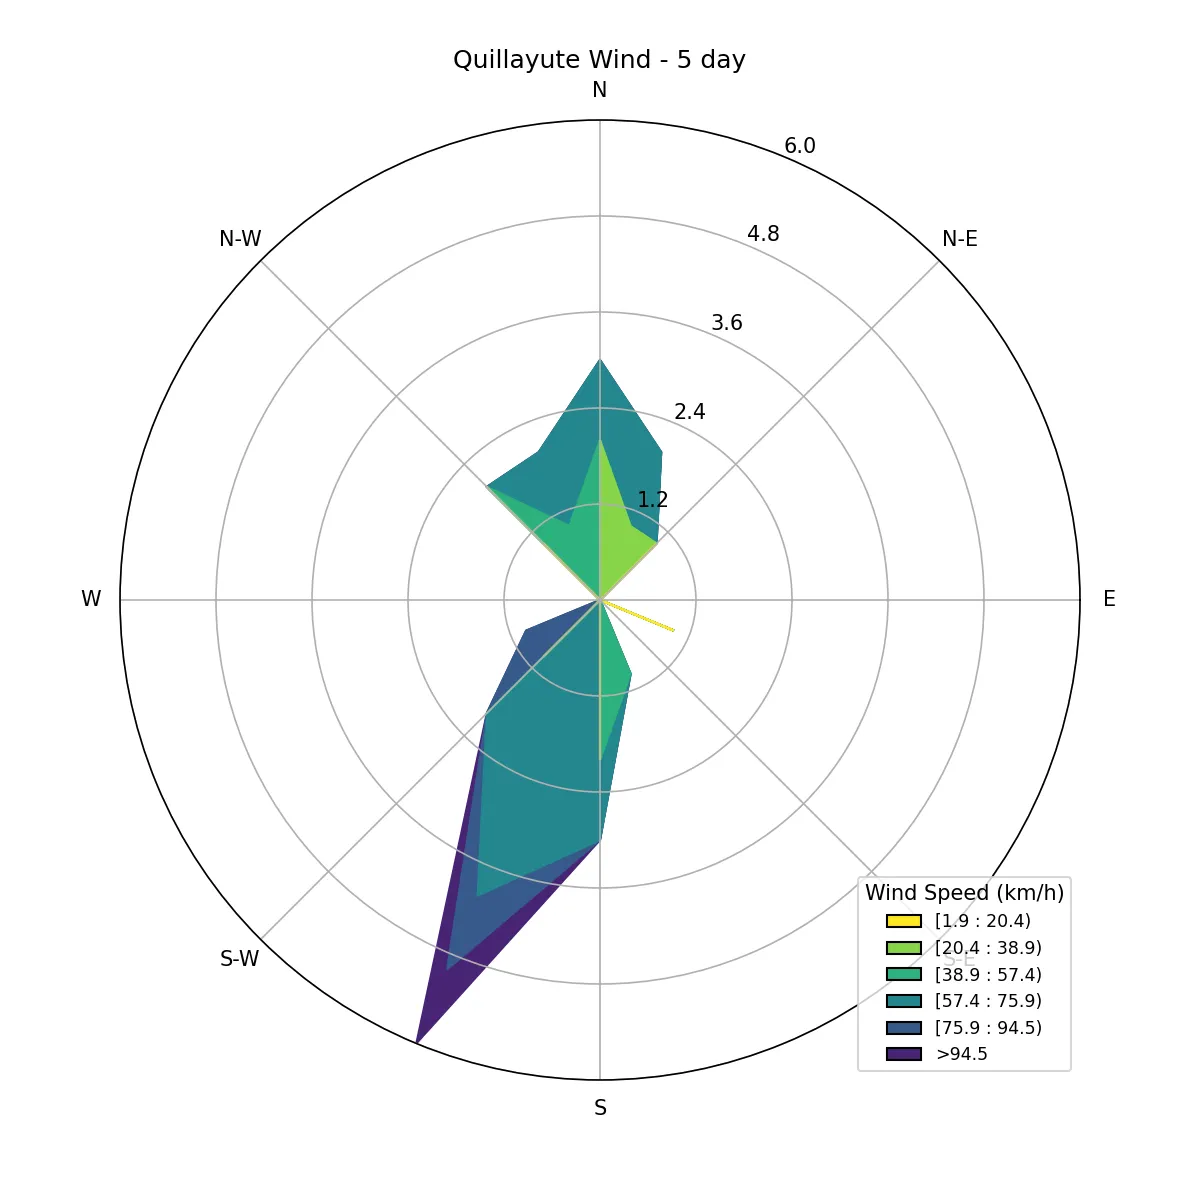 Quillayute Wind - 5 day
N
6.0
4.8
N-W
N-E
3.6
2.4
1.2
W
E
Wind Speed (km/h)
[1.9 : 20.4)
[20.4 : 38.9)
S-W
S-E
[38.9 : 57.4)
[57.4 : 75.9)
[75.9 : 94.5)
>94.5
S